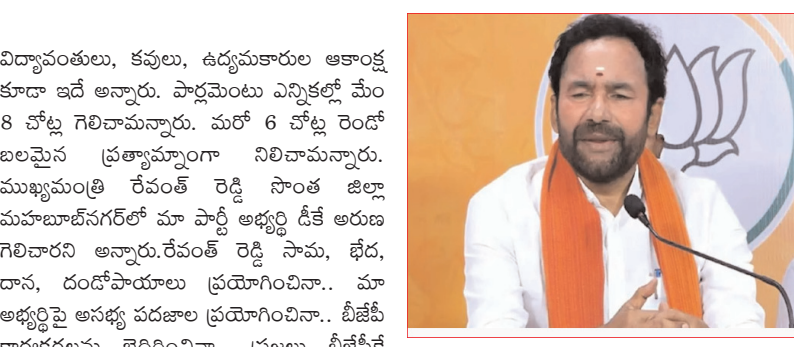 విద్యావంతులు, కవులు, ఉద్యమకారుల ఆకాంక్ష
కూడా ఇదే అన్నారు. పార్లమెంటు ఎన్నికల్లో మేం
8 చోట్ల గెలిచామన్నారు. మరో 6 చోట్ల రెండో
బలమైన ప్రత్యామ్నాంగా నిలిచామన్నారు.
ముఖ్యమంత్రి రేవంత్ రెడ్డి సొంత జిల్లా
మహబూబ్‌నగర్‌లో మా పార్టీ అభ్యర్థి డీకే అరుణ
గెలిచారని అన్నారు.రేవంత్ రెడ్డి సామ, భేద,
దాన, దండోపాయాలు ప్రయోగించినా.. మా
అభ్యర్థిపై అసభ్య పదజాల ప్రయోగించినా.. బీజేపీ